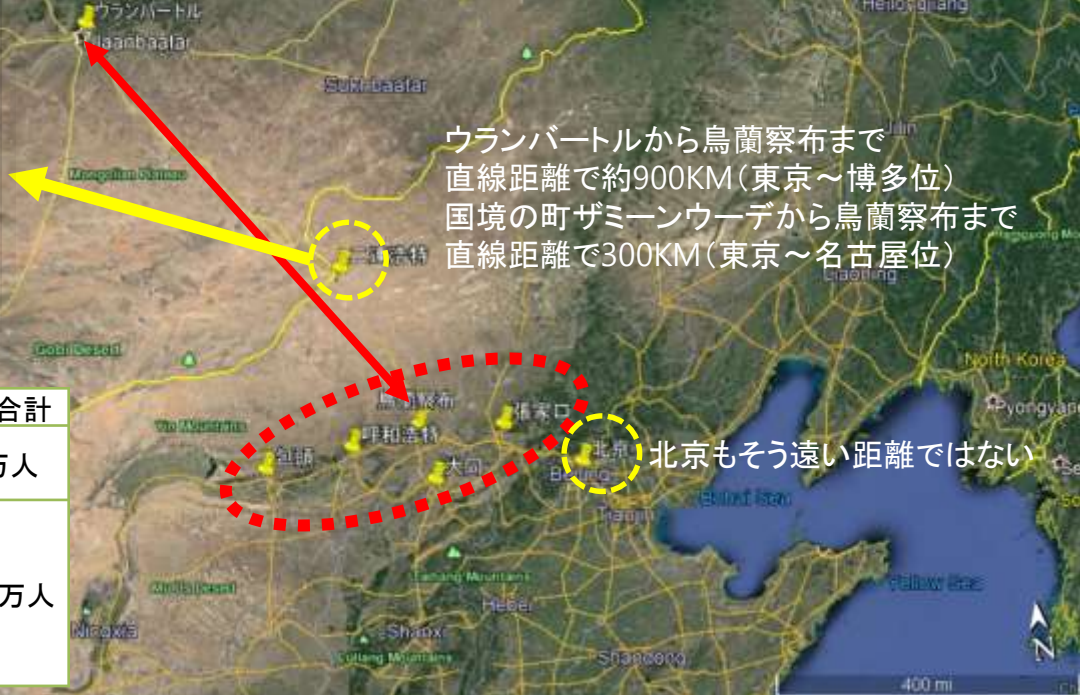 ウランバートル
Ulaanbaatar
Sukhbaatar
Heilongjiang
Jilin
ウランバートルから烏蘭察布まで
直線距離で約900KM(東京～博多位)
国境の町ザミーンウーデから烏蘭察布まで
直線距離で300KM(東京～名古屋位)
Mongolian Plateau
二連浩特
Liaoning
Gobi Desert
North Korea
合計
烏蘭察布
張家口
Pyongyang
Yin Mountains
呼和浩特
万人
包頭
大同
北京
北京もそう遠い距離ではない
Beijing
Bohai Sea
Tianjin
Mu Us Desert
Taihang Mountains
Yellow Sea
万人
Hebei
Ningxia
Shanxi
Luliang Mountains
Shandong
N
400 mi